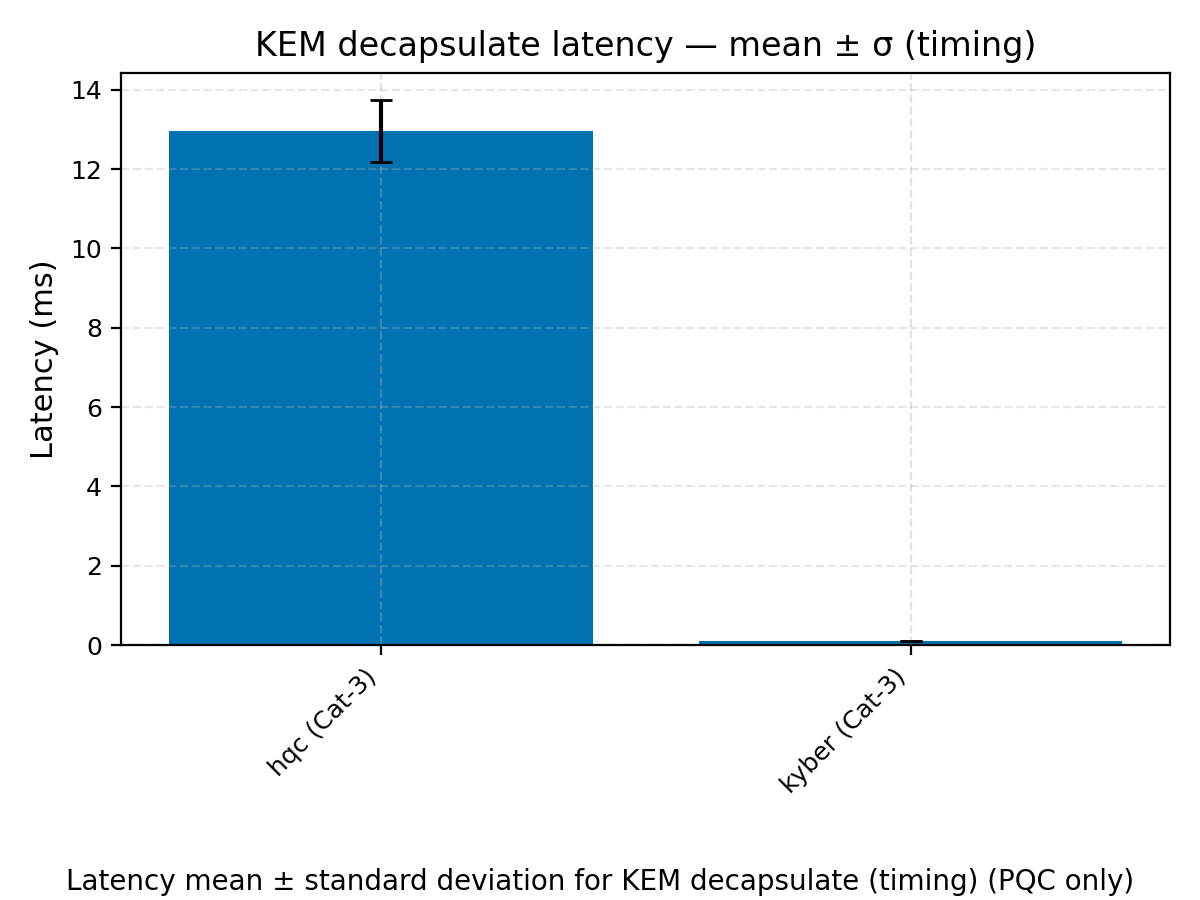 KEM decapsulate latency — mean ± σ (timing)
Latency (ms)
14
12
10
8
6
4
2
0
hqc (Cat-3)
kyber (Cat-3)
Latency mean ± standard deviation for KEM decapsulate (timing) (PQC only)